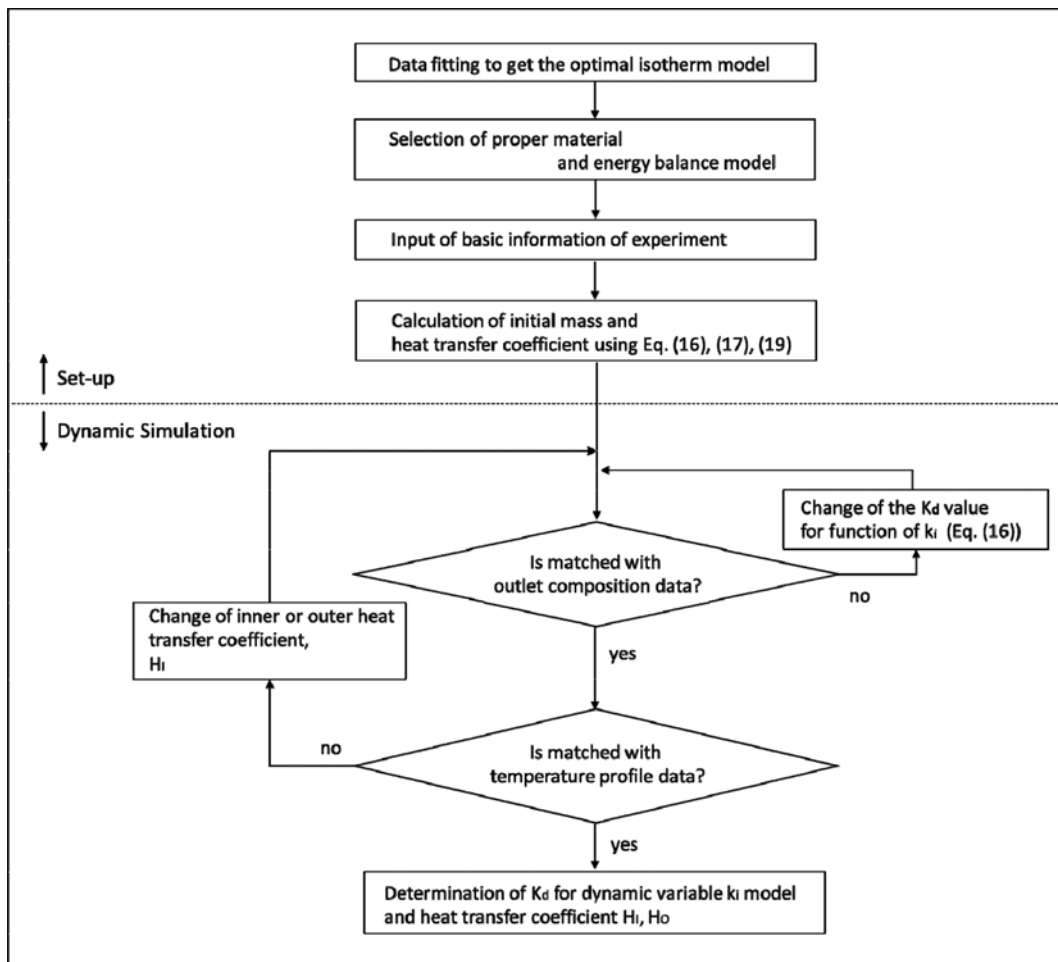 Data fitting to get the optimal isotherm model
Selection of proper material
and energy balance model
Input of basic information of experiment
Calculation of initial mass and
heat transfer coefficient using Eq. (16), (17), (19)
Set-up
Dynamic Simulation
Change of the Kd value
for function of kI (Eq. (16))
Is matched with
outlet composition data?
no
Change of inner or outer heat
transfer coefficient,
HI
yes
no
Is matched with
temperature profile data?
yes
Determination of Kd for dynamic variable kI model
and heat transfer coefficient HI, HO